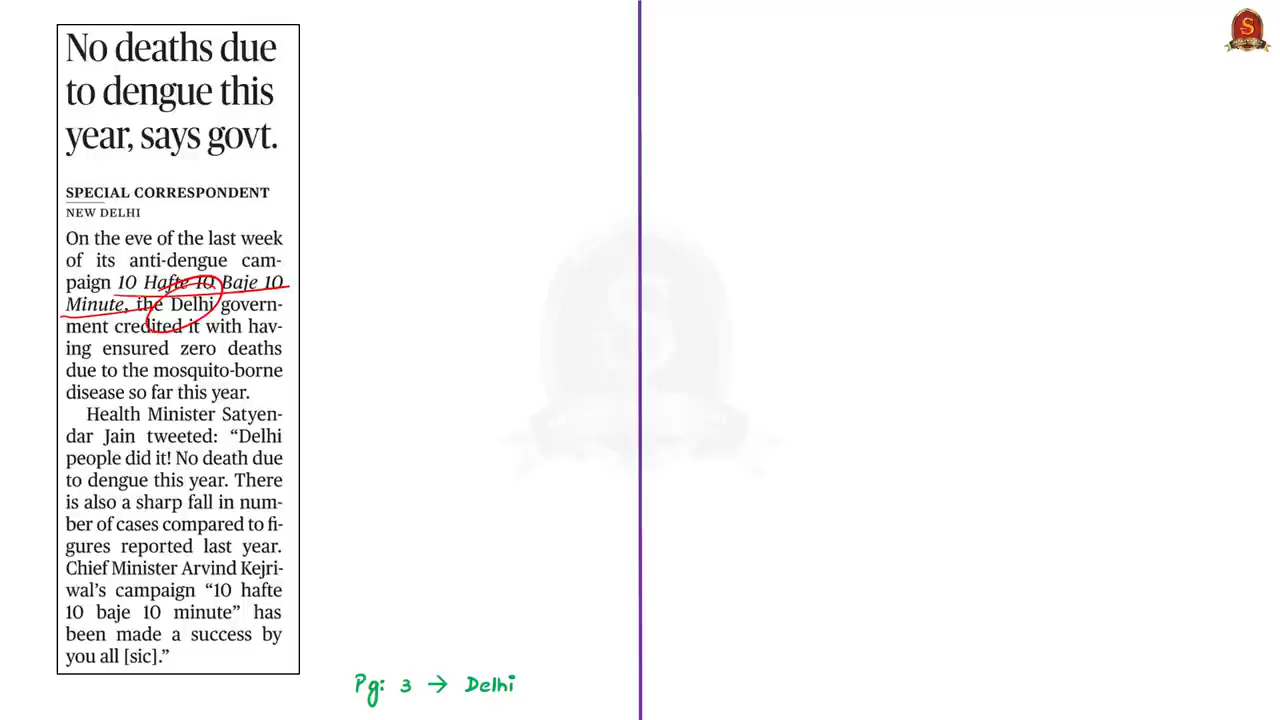 No deaths due
to dengue this
year, says govt.
SPECIAL CORRESPONDENT
NEW DELHI
On the eve of the last week
of its anti-dengue cam-
paign 10 Hafte 10 Baje 10
Minute, the Delhi govern-
ment credited it with hav-
ing ensured zero deaths
due to the mosquito-borne
disease so far this year.
Health Minister Satyen-
dar Jain tweeted: “Delhi
people did it! No death due
to dengue this year. There
is also a sharp fall in num-
ber of cases compared to fi-
gures reported last year.
Chief Minister Arvind Kejri-
wal’s campaign “10 hafte
10 baje 10 minute” has
been made a success by
you all [sic].”
Pg: 3 → Delhi
S
S